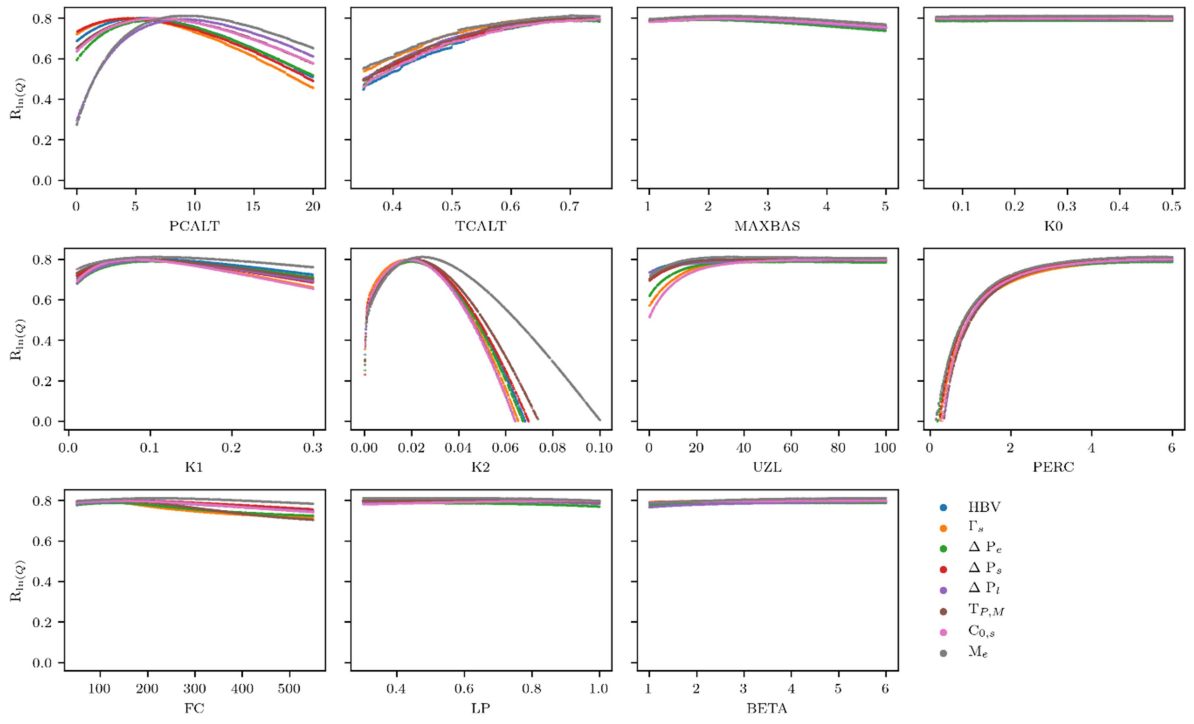 0.8
0.6
0.4
0.2
0.0
R_ln(Q)
0 5 10 15 20
PCALT
0.4 0.5 0.6 0.7
TCALT
1 2 3 4 5
MAXBAS
0.1 0.2 0.3 0.4 0.5
K0
0.8
0.6
0.4
0.2
0.0
R_ln(Q)
0.0 0.1 0.2 0.3
K1
0.00 0.02 0.04 0.06 0.08 0.10
K2
0 20 40 60 80 100
UZL
0 2 4 6
PERC
0.8
0.6
0.4
0.2
0.0
R_ln(Q)
100 200 300 400 500
FC
0.4 0.6 0.8 1.0
LP
1 2 3 4 5 6
BETA
HBV
Γ_s
Δ P_e
Δ P_s
Δ P_l
T_P,M
C_0,s
M_e